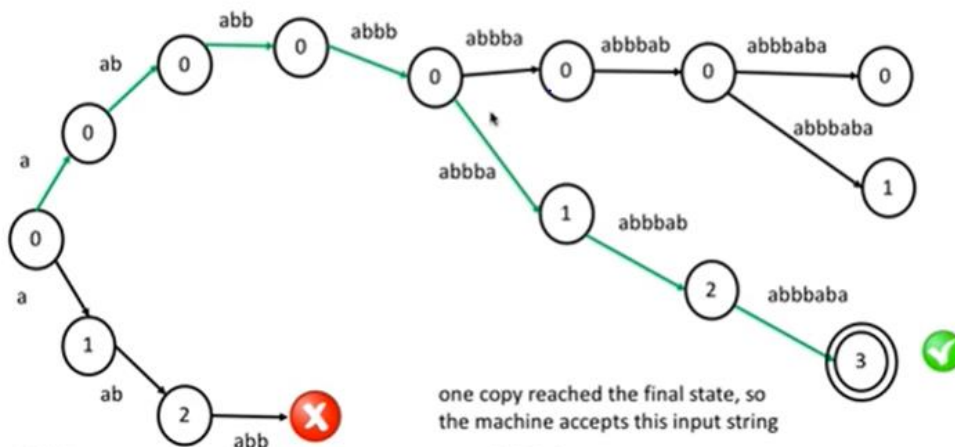 abb
abbb
abbba
abbbab
abbbaba
ab
0
0
0
0
0
0
0
a
abbbaba
abbba
1
0
1
abbbab
a
2
abbbaba
1
3
ab
one copy reached the final state, so
2
the machine accepts this input string
abb